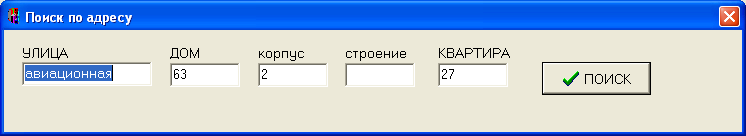 Поиск по адресу
УЛИЦА ДОМ корпус строение КВАРТИРА
авиационная 63 2 27 ПОИСК